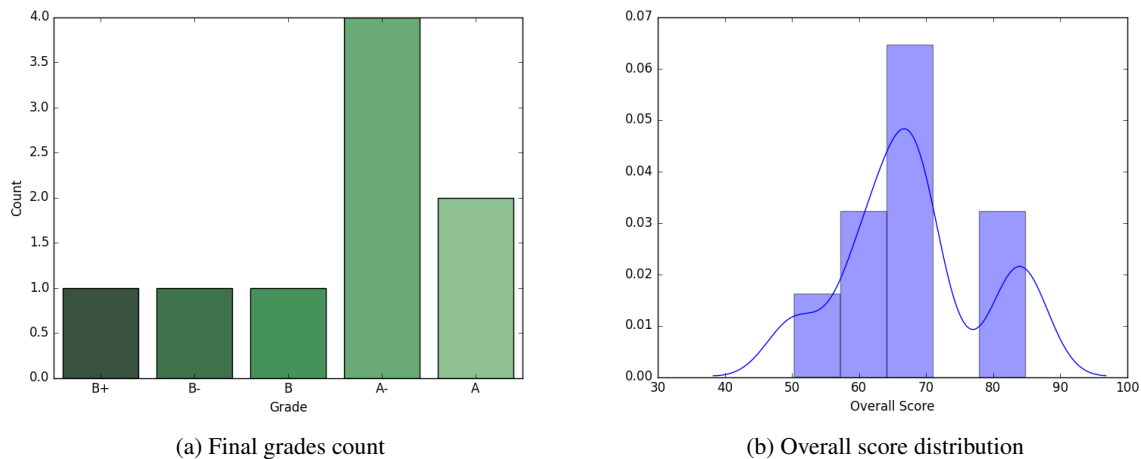 4.0
3.5
3.0
2.5
2.0
1.5
1.0
0.5
0.0
Count
B+ B- B A- A
Grade
(a) Final grades count
0.07
0.06
0.05
0.04
0.03
0.02
0.01
0.00
30 40 50 60 70 80 90 100
Overall Score
(b) Overall score distribution